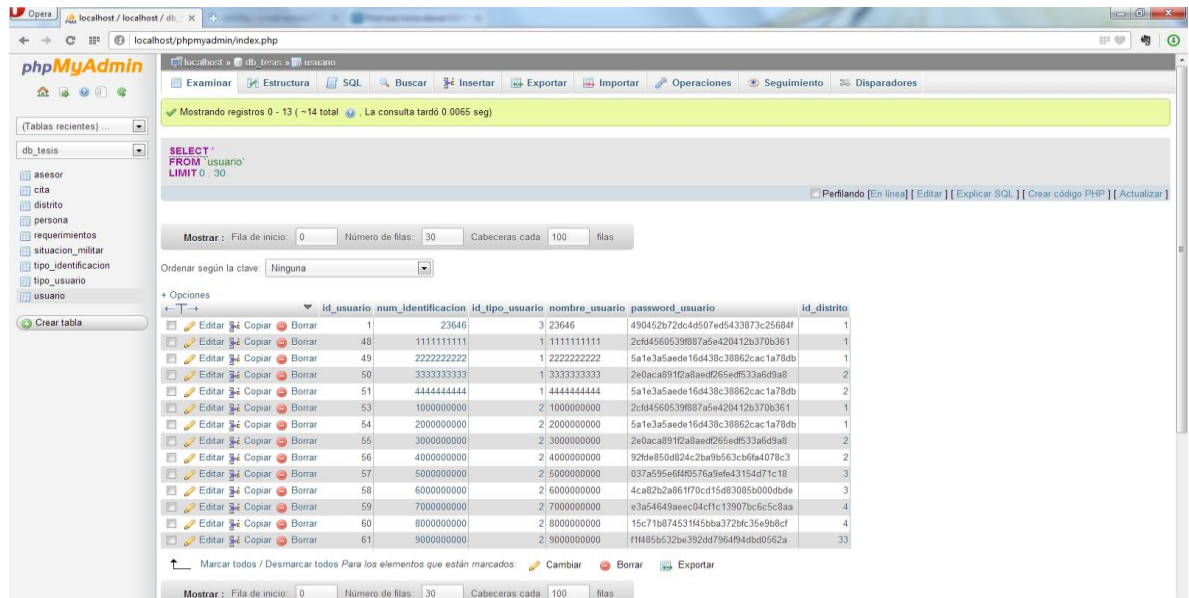 Opera
localhost / localhost / db_
localhost/phpmyadmin/index.php
phpMyAdmin
(Tablas recientes) ...
db_tesis
asesor
cita
distrito
persona
requerimientos
situacion_militar
tipo_identificacion
tipo_usuario
usuario
Crear tabla
localhost » db_tesis » usuario
Examinar Estructura SQL Buscar Insertar Exportar Importar Operaciones Seguimiento Disparadores
Mostrando registros 0 - 13 ( ~14 total , La consulta tardó 0.0065 seg)
SELECT *
FROM `usuario`
LIMIT 0 , 30
Perfilando [En línea] [ Editar ] [ Explicar SQL ] [ Crear código PHP ] [ Actualizar ]
Mostrar : Fila de inicio: 0 Número de filas: 30 Cabeceras cada 100 filas
Ordenar según la clave: Ninguna
+ Opciones
←T→ id_usuario num_identificacion id_tipo_usuario nombre_usuario password_usuario id_distrito
Editar Copiar Borrar 1 23646 3 23646 490452b72dc4d507ed5433873c25684f 1
Editar Copiar Borrar 48 1111111111 1 1111111111 2cfd4560539f887a5e420412b370b361 1
Editar Copiar Borrar 49 2222222222 1 2222222222 5a1e3a5aede16d438c38862cac1a78db 1
Editar Copiar Borrar 50 3333333333 1 3333333333 2e0aca891f2a8aedf265edf533a6d9a8 2
Editar Copiar Borrar 51 4444444444 1 4444444444 5a1e3a5aede16d438c38862cac1a78db 2
Editar Copiar Borrar 53 1000000000 2 1000000000 2cfd4560539f887a5e420412b370b361 1
Editar Copiar Borrar 54 2000000000 2 2000000000 5a1e3a5aede16d438c38862cac1a78db 1
Editar Copiar Borrar 55 3000000000 2 3000000000 2e0aca891f2a8aedf265edf533a6d9a8 2
Editar Copiar Borrar 56 4000000000 2 4000000000 92fde850d824c2ba9b563cb6fa4078c3 2
Editar Copiar Borrar 57 5000000000 2 5000000000 037a595e6f4f0576a9efe43154d71c18 3
Editar Copiar Borrar 58 6000000000 2 6000000000 4ca82b2a861f70cd15d83085b000dbde 3
Editar Copiar Borrar 59 7000000000 2 7000000000 e3a54649aeec04cf1c13907bc6c5c8aa 4
Editar Copiar Borrar 60 8000000000 2 8000000000 15c71b874531f45bba372bfc35e9b8cf 4
Editar Copiar Borrar 61 9000000000 2 9000000000 f1f485b532be392dd7964f94dbd0562a 33
Marcar todos / Desmarcar todos Para los elementos que están marcados: Cambiar Borrar Exportar
Mostrar : Fila de inicio: 0 Número de filas: 30 Cabeceras cada 100 filas